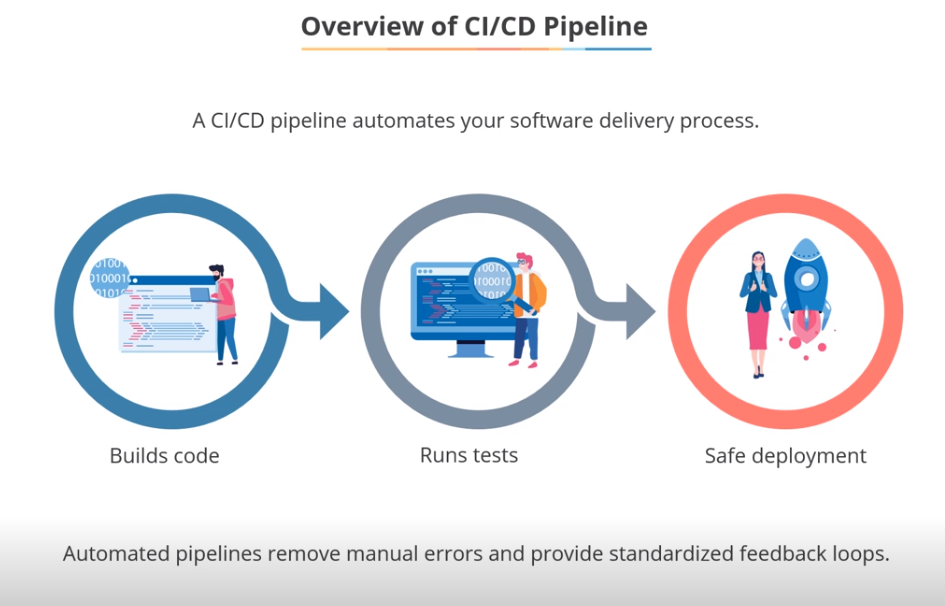 Overview of CI/CD Pipeline
A CI/CD pipeline automates your software delivery process.
Builds code
Runs tests
Safe deployment
Automated pipelines remove manual errors and provide standardized feedback loops.